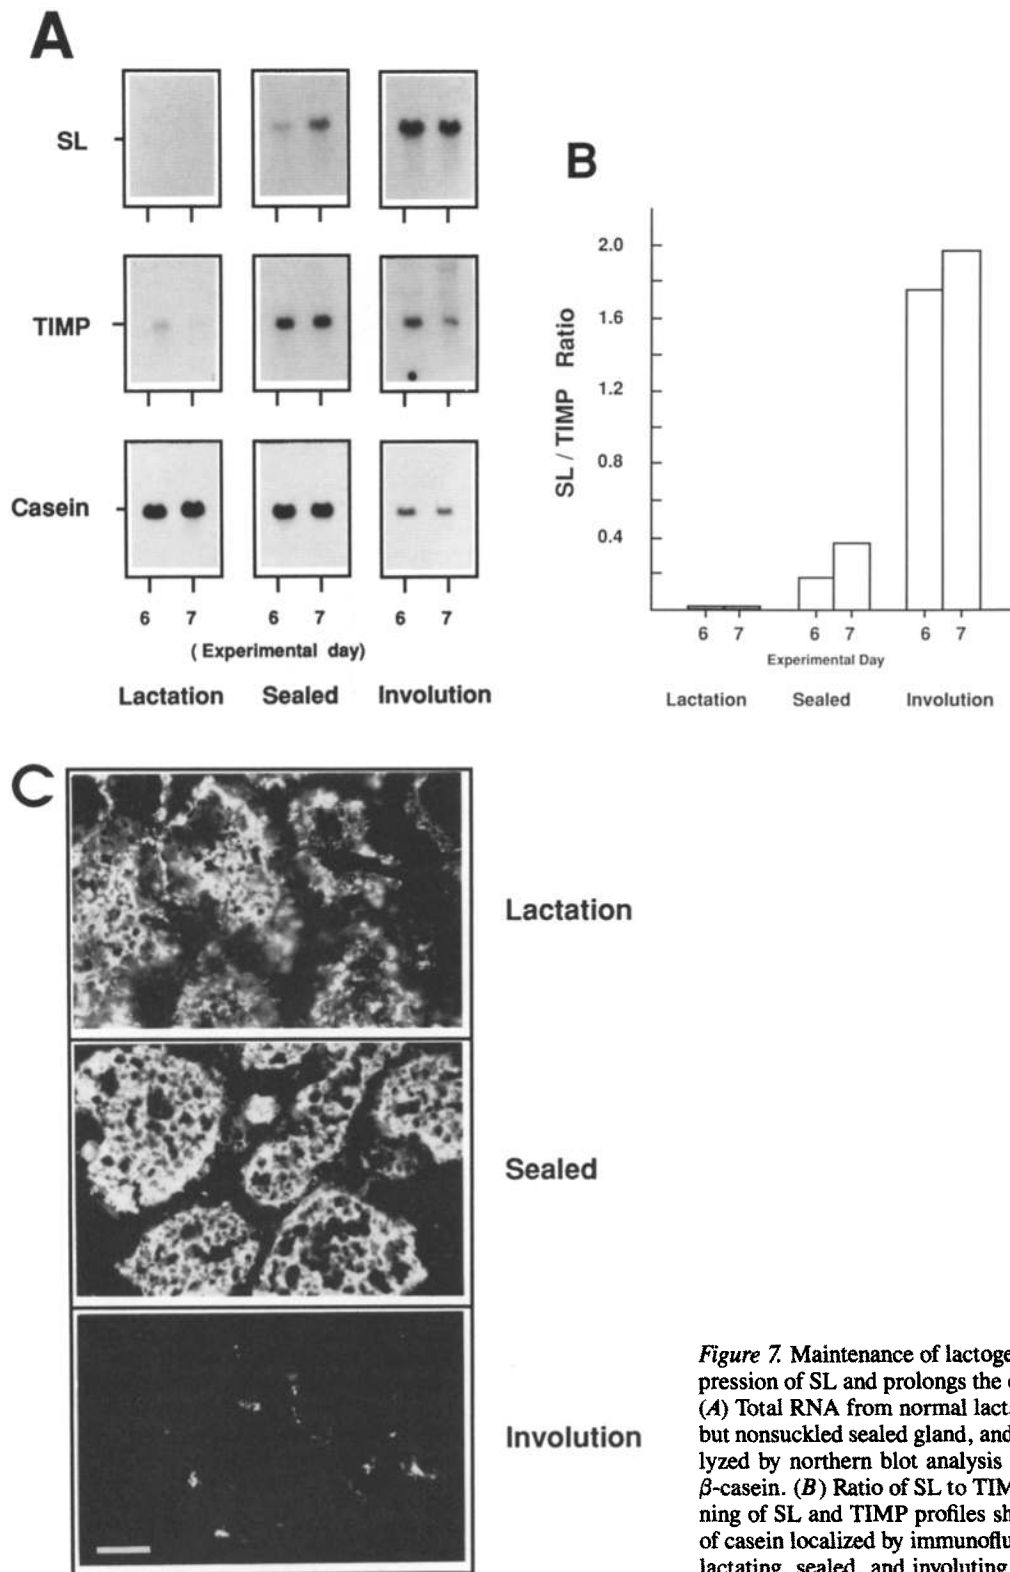 A
SL
TIMP
Casein
6 7 6 7 6 7
( Experimental day)
Lactation Sealed Involution
B
SL / TIMP Ratio
2.0
1.6
1.2
0.8
0.4
6 7 6 7 6 7
Experimental Day
Lactation Sealed Involution
C
Lactation
Sealed
Involution
Figure 7. Maintenance of lactoge
pression of SL and prolongs the
(A) Total RNA from normal lact
but nonsuckled sealed gland, and
lyzed by northern blot analysis
β-casein. (B) Ratio of SL to TIM
ning of SL and TIMP profiles sh
of casein localized by immunoflu
lactating, sealed, and involuting